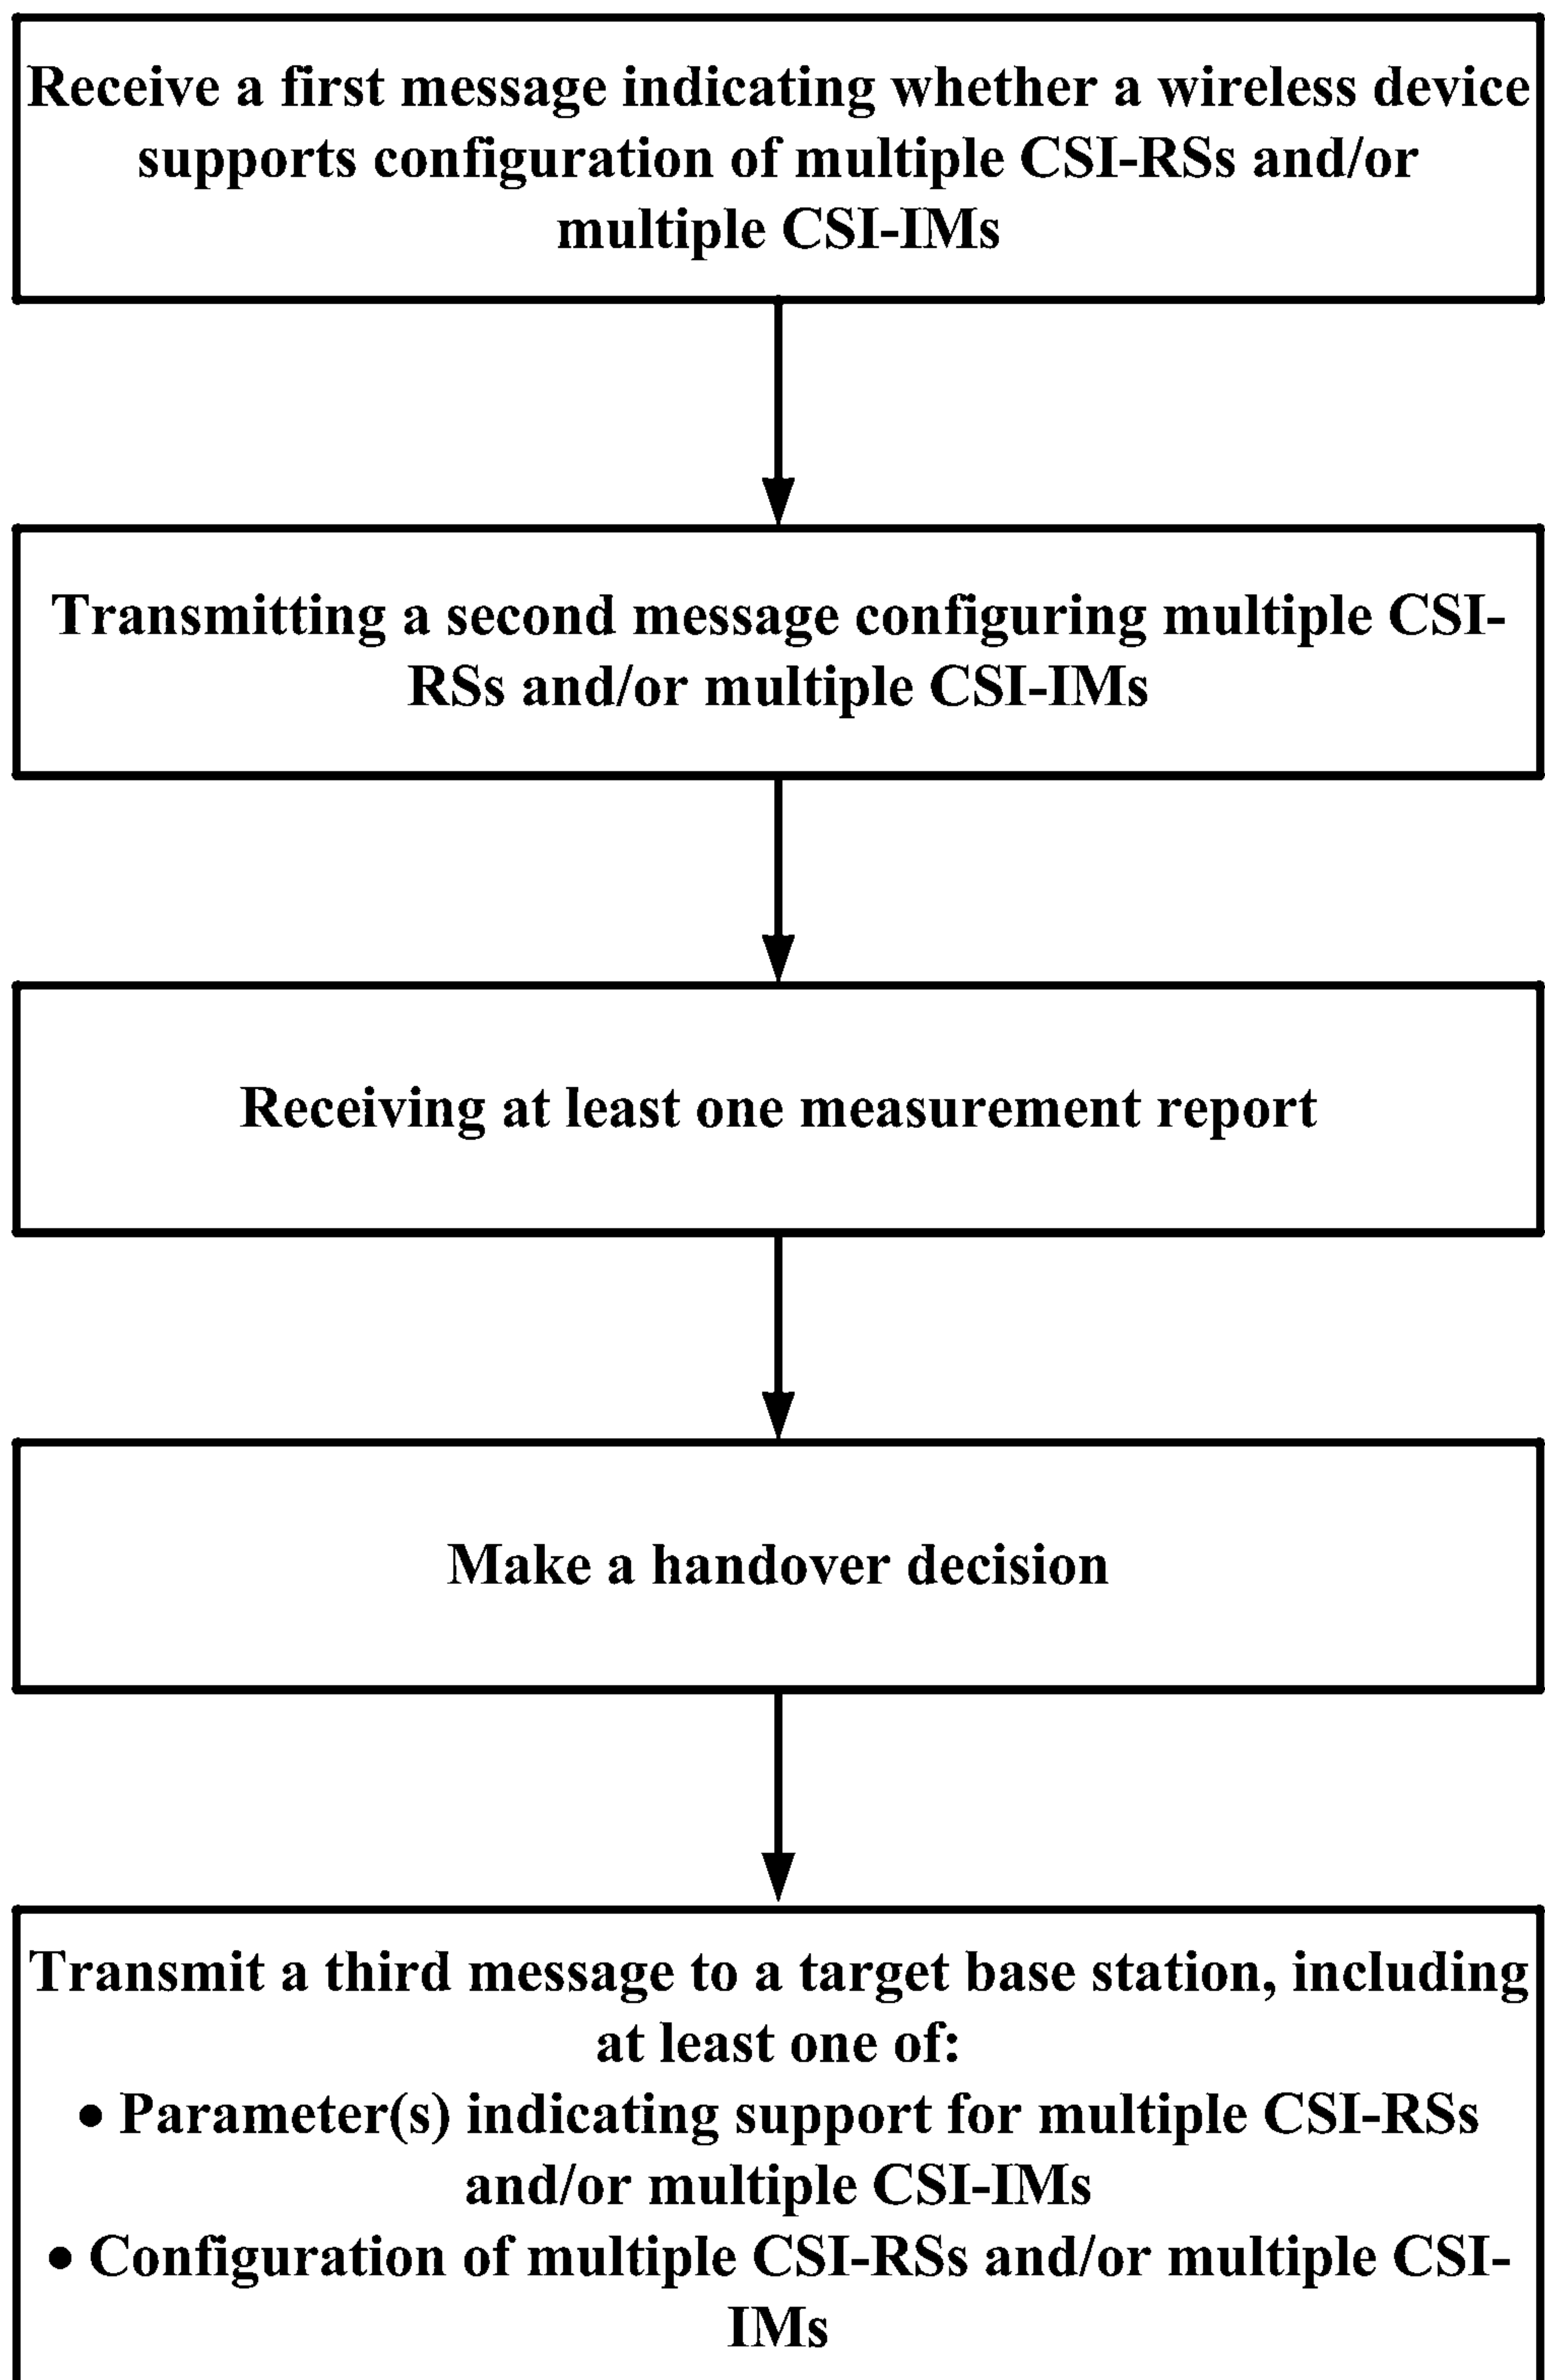 Receive a first message indicating whether a wireless device
supports configuration of multiple CSI-RSs and/or
multiple CSI-IMs
Transmitting a second message configuring multiple CSI-
RSs and/or multiple CSI-IMs
Receiving at least one measurement report
Make a handover decision
Transmit a third message to a target base station, including
at least one of:
• Parameter(s) indicating support for multiple CSI-RSs
and/or multiple CSI-IMs
• Configuration of multiple CSI-RSs and/or multiple CSI-
IMs